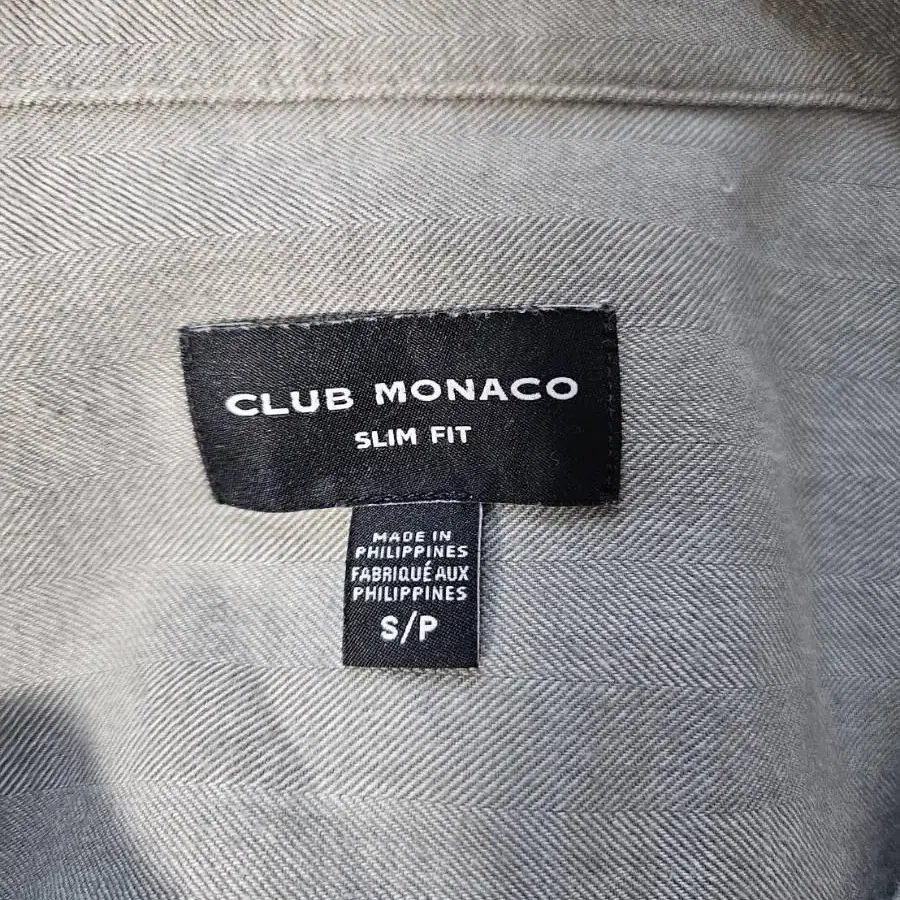 CLUB MONACO
SLIM FIT
MADE IN
PHILIPPINES
FABRIQUÉ AUX
PHILIPPINES
S/P